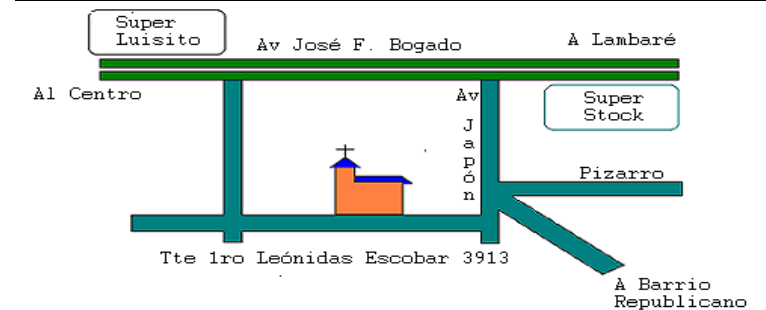 Super
Luisito
Av José F. Bogado
A Lambaré
Al Centro
Av
Japón
Super
Stock
Pizarro
Tte 1ro Leónidas Escobar 3913
A Barrio
Republicano